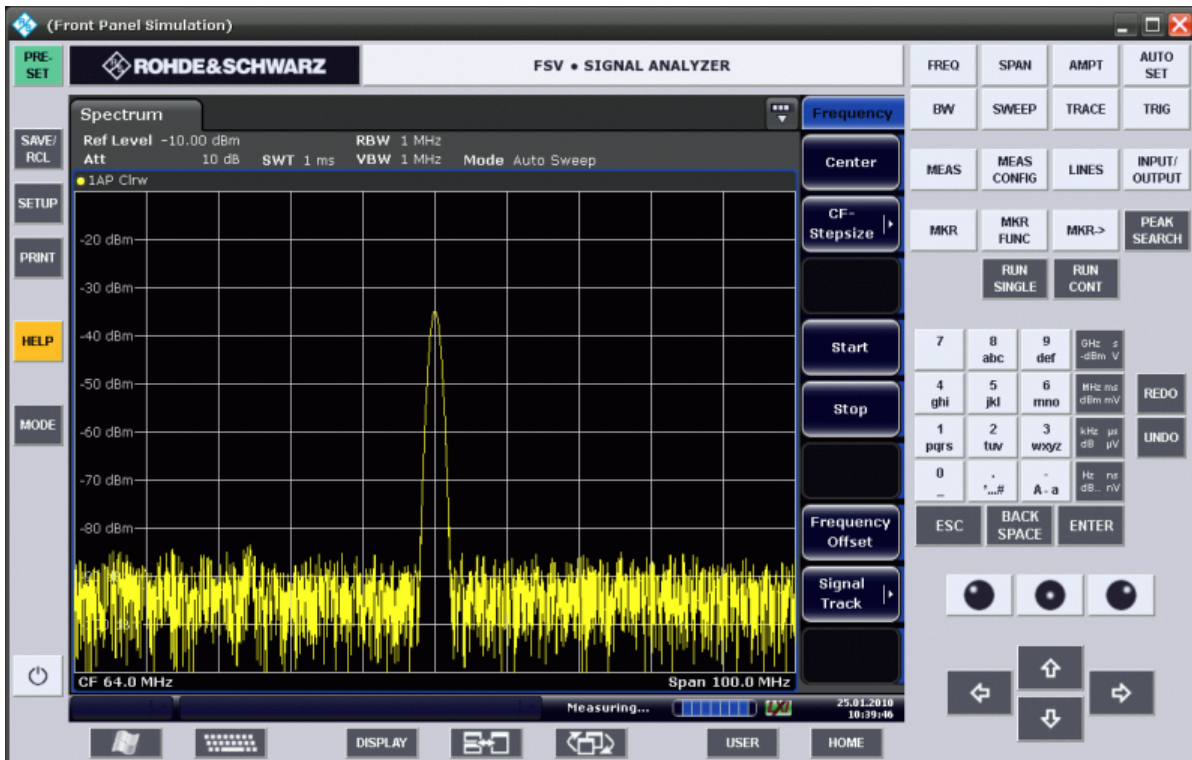 (Front Panel Simulation)
PRE-
SET
ROHDE&SCHWARZ
FSV • SIGNAL ANALYZER
FREQ
SPAN
AMPT
AUTO
SET
Spectrum
Frequency
BW
SWEEP
TRACE
TRIG
SAVE/
RCL
Ref Level -10.00 dBm RBW 1 MHz
Att 10 dB SWT 1 ms VBW 1 MHz Mode Auto Sweep
1AP Clrw
Center
MEAS
MEAS
CONFIG
LINES
INPUT/
OUTPUT
SETUP
CF-
Stepsize
MKR
MKR
FUNC
MKR->
PEAK
SEARCH
-20 dBm
PRINT
RUN
SINGLE
RUN
CONT
-30 dBm
HELP
-40 dBm
Start
7
8
abc
9
def
GHz s
-dBm V
-50 dBm
Stop
4
ghi
5
jkl
6
mno
MHz ms
dBm mV
REDO
MODE
-60 dBm
1
pqrs
2
tuv
3
wxyz
kHz µs
dB µV
UNDO
-70 dBm
0
_
.
*...#
-
A - a
Hz ns
dB.. nV
-80 dBm
Frequency
Offset
ESC
BACK
SPACE
ENTER
Signal
Track
CF 64.0 MHz
Span 100.0 MHz
Measuring...
25.01.2010
10:39:46
DISPLAY
USER
HOME